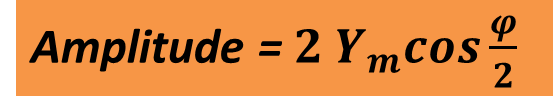 Amplitude = 2 Y_m cos φ/2